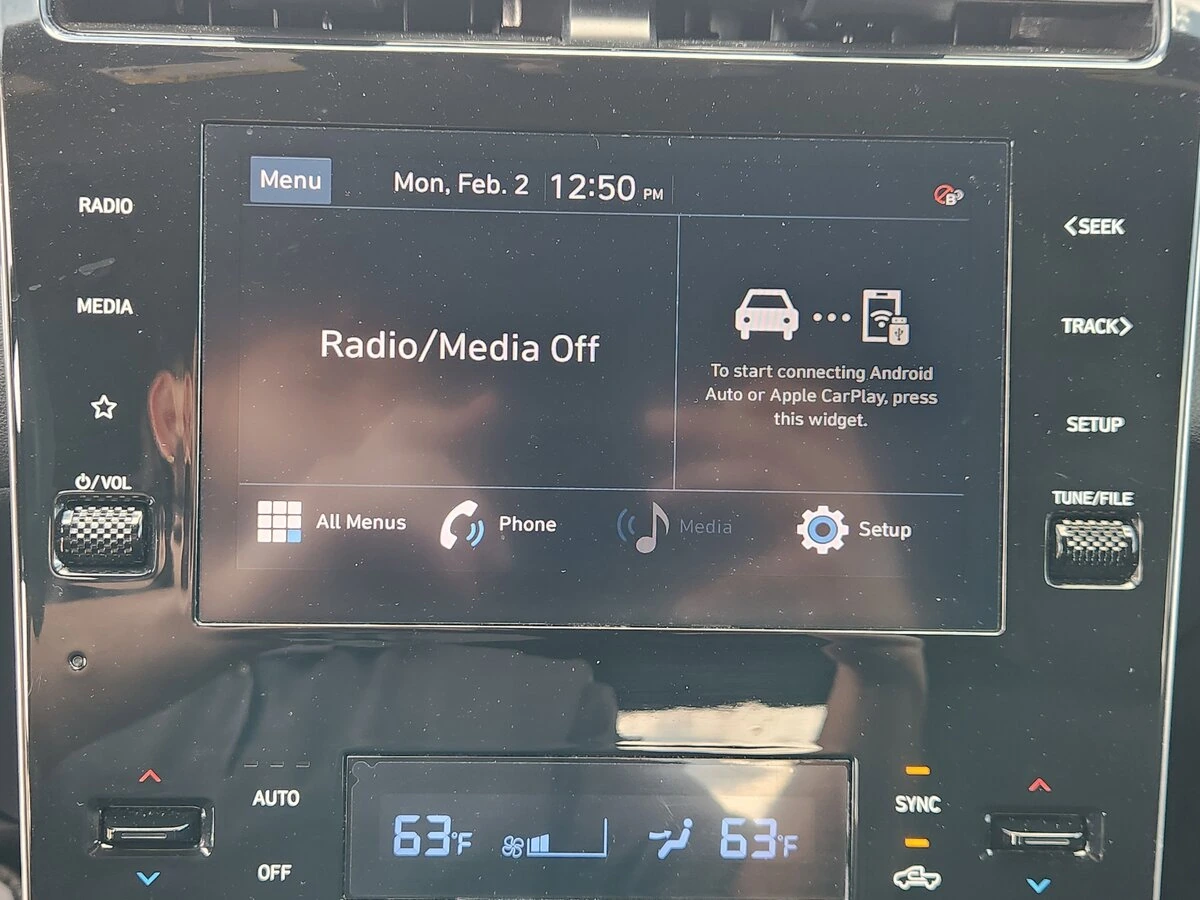 Menu
Mon, Feb. 2
12:50 PM
B
RADIO
MEDIA
/VOL
<SEEK
TRACK>
SETUP
TUNE/FILE
Radio/Media Off
To start connecting Android
Auto or Apple CarPlay, press
this widget.
All Menus
Phone
Media
Setup
AUTO
OFF
63°F
63°F
SYNC